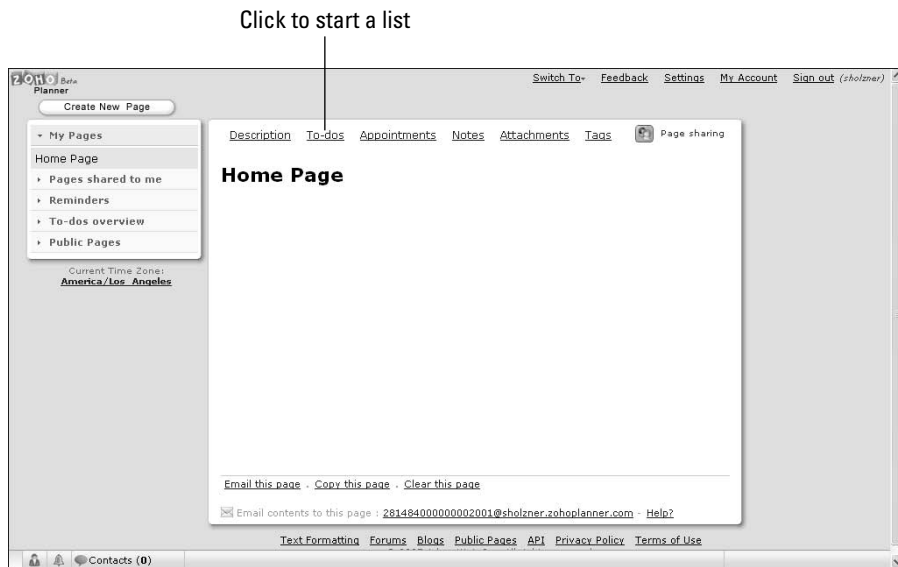 Click to start a list
ZOHO Beta
Planner
Switch To Feedback Settings My Account Sign out (sholzner)
Create New Page
My Pages
Home Page
Pages shared to me
Reminders
To-dos overview
Public Pages
Current Time Zone:
America/Los_Angeles
Description To-dos Appointments Notes Attachments Tags Page sharing
Home Page
Email this page . Copy this page . Clear this page
Email contents to this page : 281484000000002001@sholzner.zohoplanner.com - Help?
Text Formatting Forums Blogs Public Pages API Privacy Policy Terms of Use
Contacts (0)